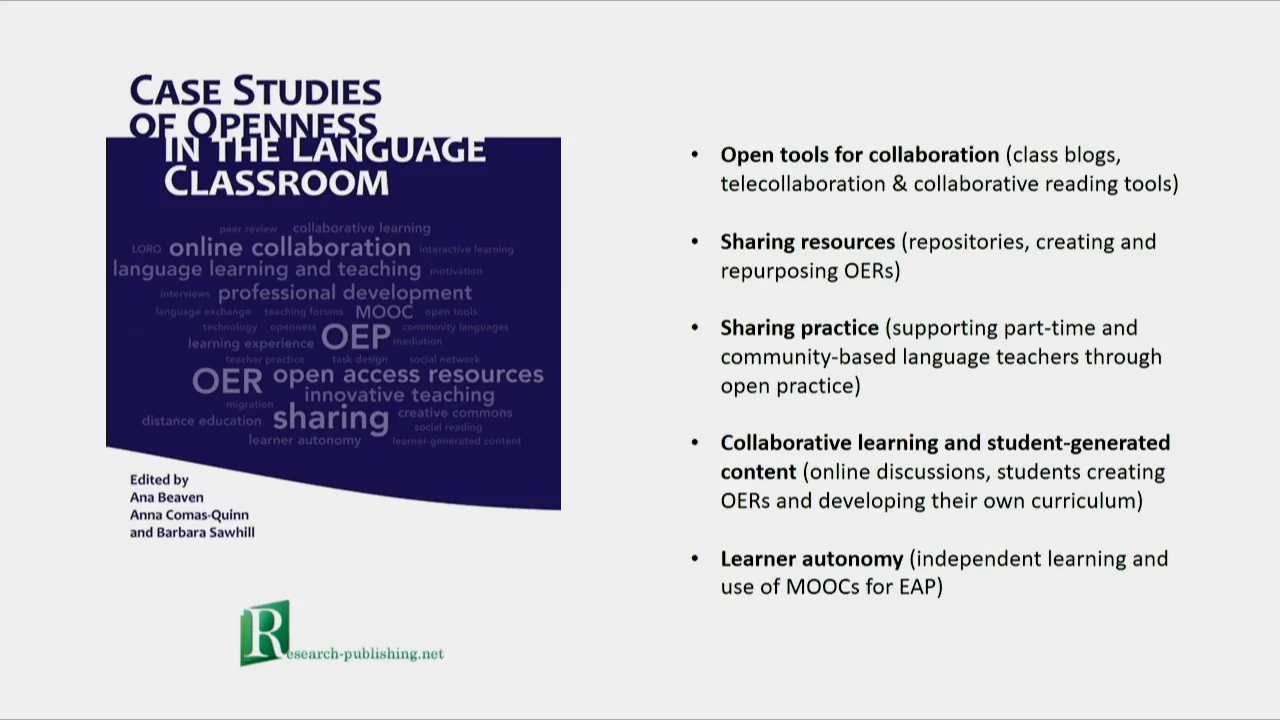 CASE STUDIES
OF OPENNESS
IN THE LANGUAGE
CLASSROOM
peer review collaborative learning
LORO online collaboration interactive learning
language learning and teaching motivation
interviews professional development
language exchange teaching forums MOOC open tools
technology openness OEP community languages
learning experience mediation
teacher practice task design social network
OER open access resources
innovative teaching
migration
distance education sharing creative commons
social reading
learner autonomy learner-generated content
Edited by
Ana Beaven
Anna Comas-Quinn
and Barbara Sawhill
Research-publishing.net
• Open tools for collaboration (class blogs,
telecollaboration & collaborative reading tools)
• Sharing resources (repositories, creating and
repurposing OERs)
• Sharing practice (supporting part-time and
community-based language teachers through
open practice)
• Collaborative learning and student-generated
content (online discussions, students creating
OERs and developing their own curriculum)
• Learner autonomy (independent learning and
use of MOOCs for EAP)